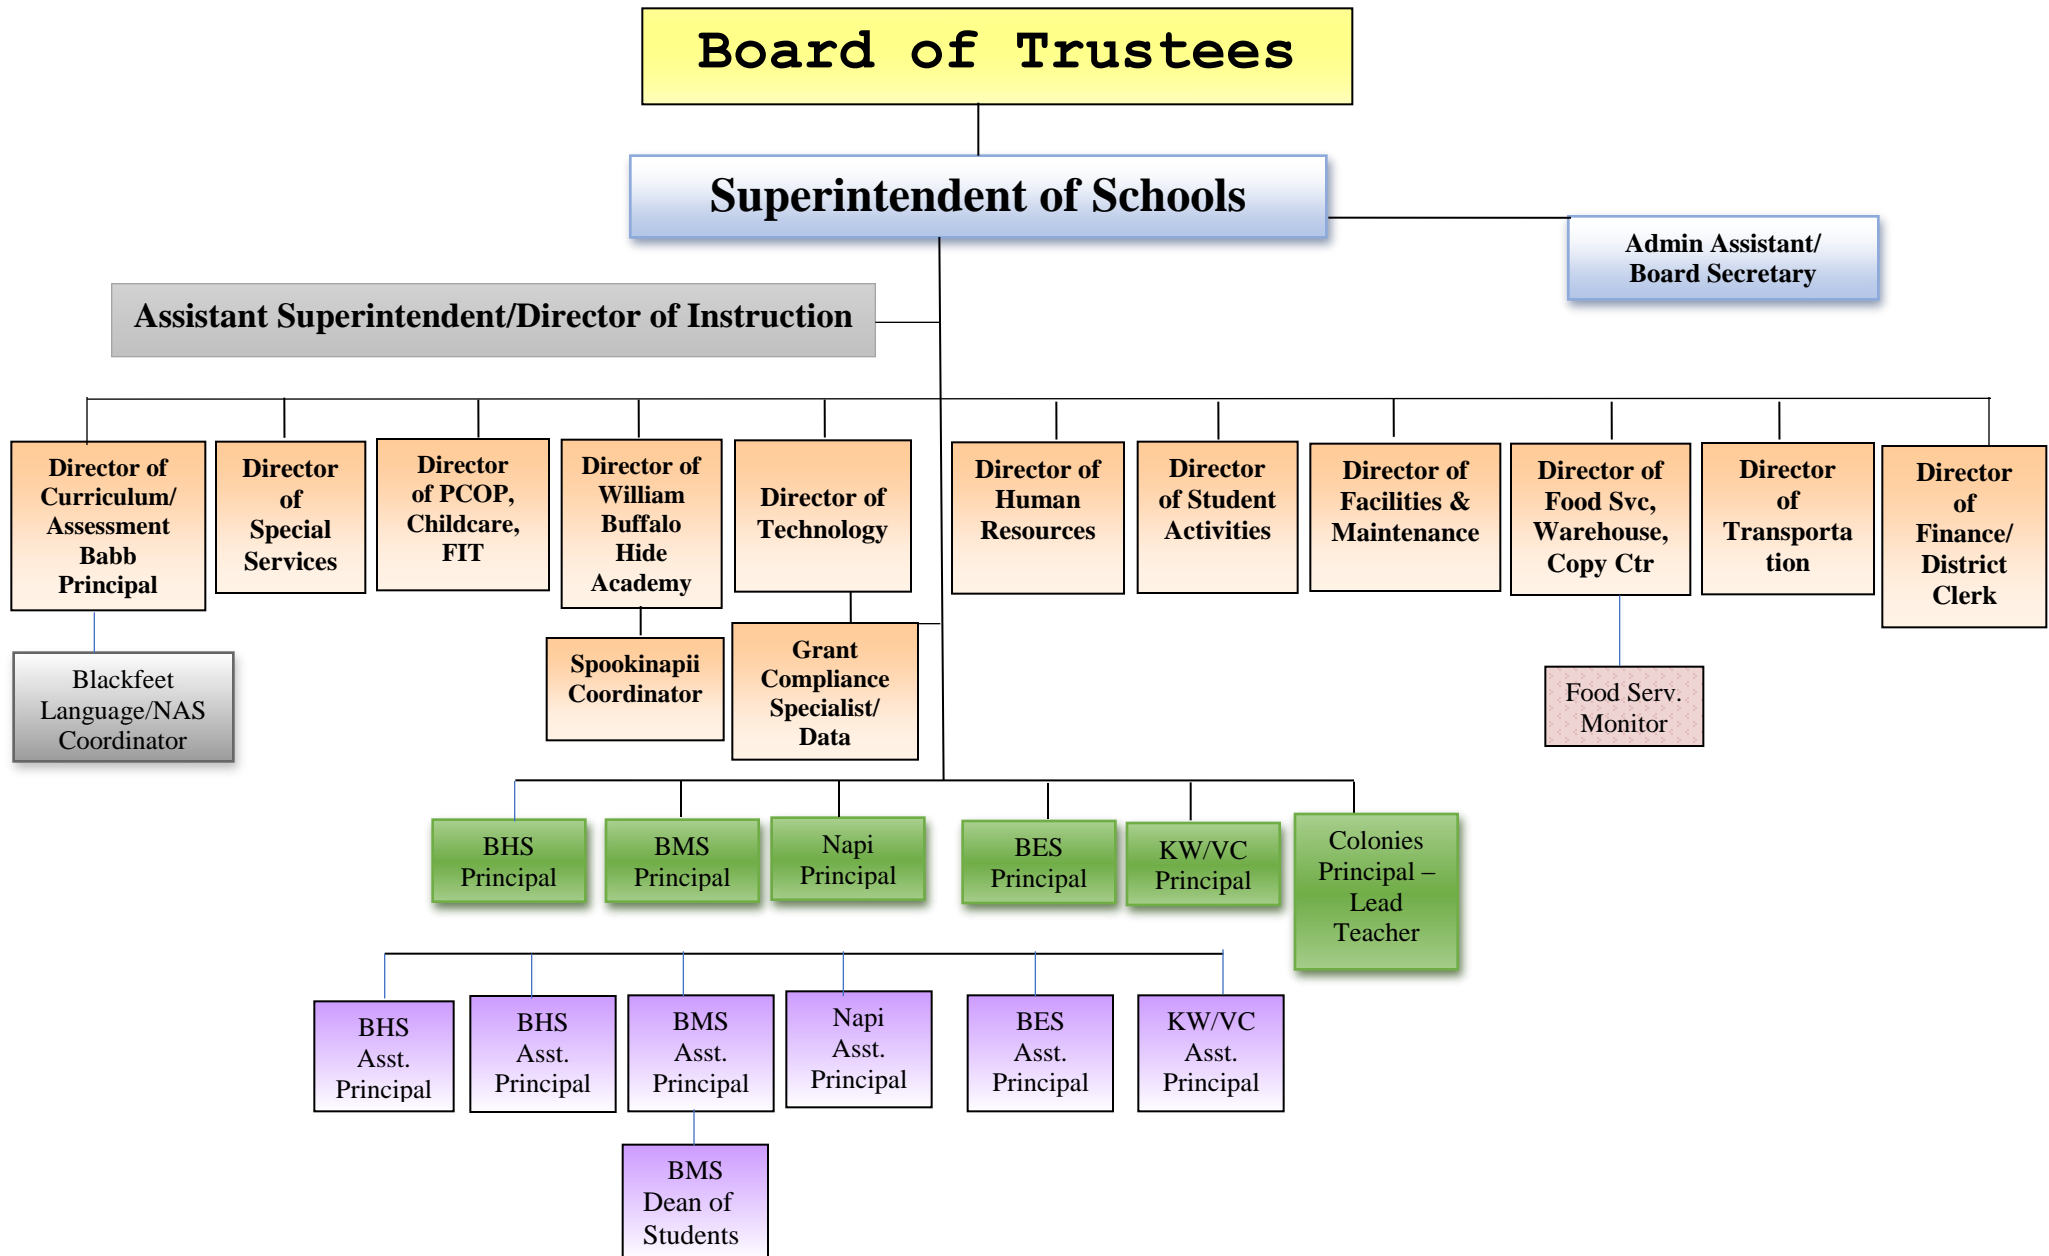 Board of Trustees
Superintendent of Schools
Admin Assistant/
Board Secretary
Assistant Superintendent/Director of Instruction
Director of
Curriculum/
Assessment
Babb
Principal
Director
of
Special
Services
Director
of PCOP,
Childcare,
FIT
Director of
William
Buffalo
Hide
Academy
Director of
Technology
Director of
Human
Resources
Director
of Student
Activities
Director of
Facilities &
Maintenance
Director of
Food Svc,
Warehouse,
Copy Ctr
Director
of
Transporta
tion
Director
of
Finance/
District
Clerk
Blackfeet
Language/NAS
Coordinator
Spookinapii
Coordinator
Grant
Compliance
Specialist/
Data
Food Serv.
Monitor
BHS
Principal
BMS
Principal
Napi
Principal
BES
Principal
KW/VC
Principal
Colonies
Principal –
Lead
Teacher
BHS
Asst.
Principal
BHS
Asst.
Principal
BMS
Asst.
Principal
Napi
Asst.
Principal
BES
Asst.
Principal
KW/VC
Asst.
Principal
BMS
Dean of
Students